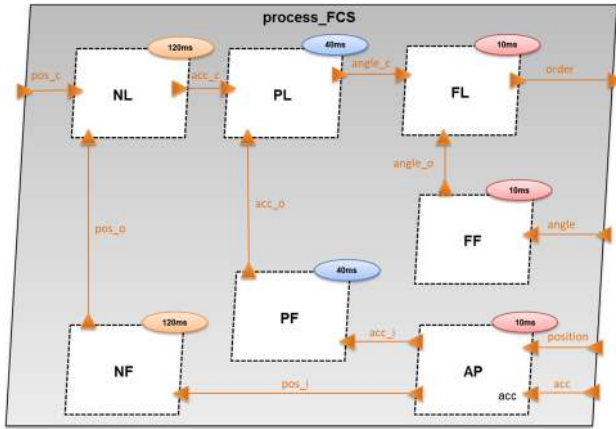 process_FCS
120ms
40ms
10ms
pos_c
NL
acc_c
PL
angle_c
FL
order
angle_o
10ms
pos_o
acc_o
FF
angle
40ms
PF
120ms
NF
acc_i
10ms
position
AP
pos_i
acc
acc